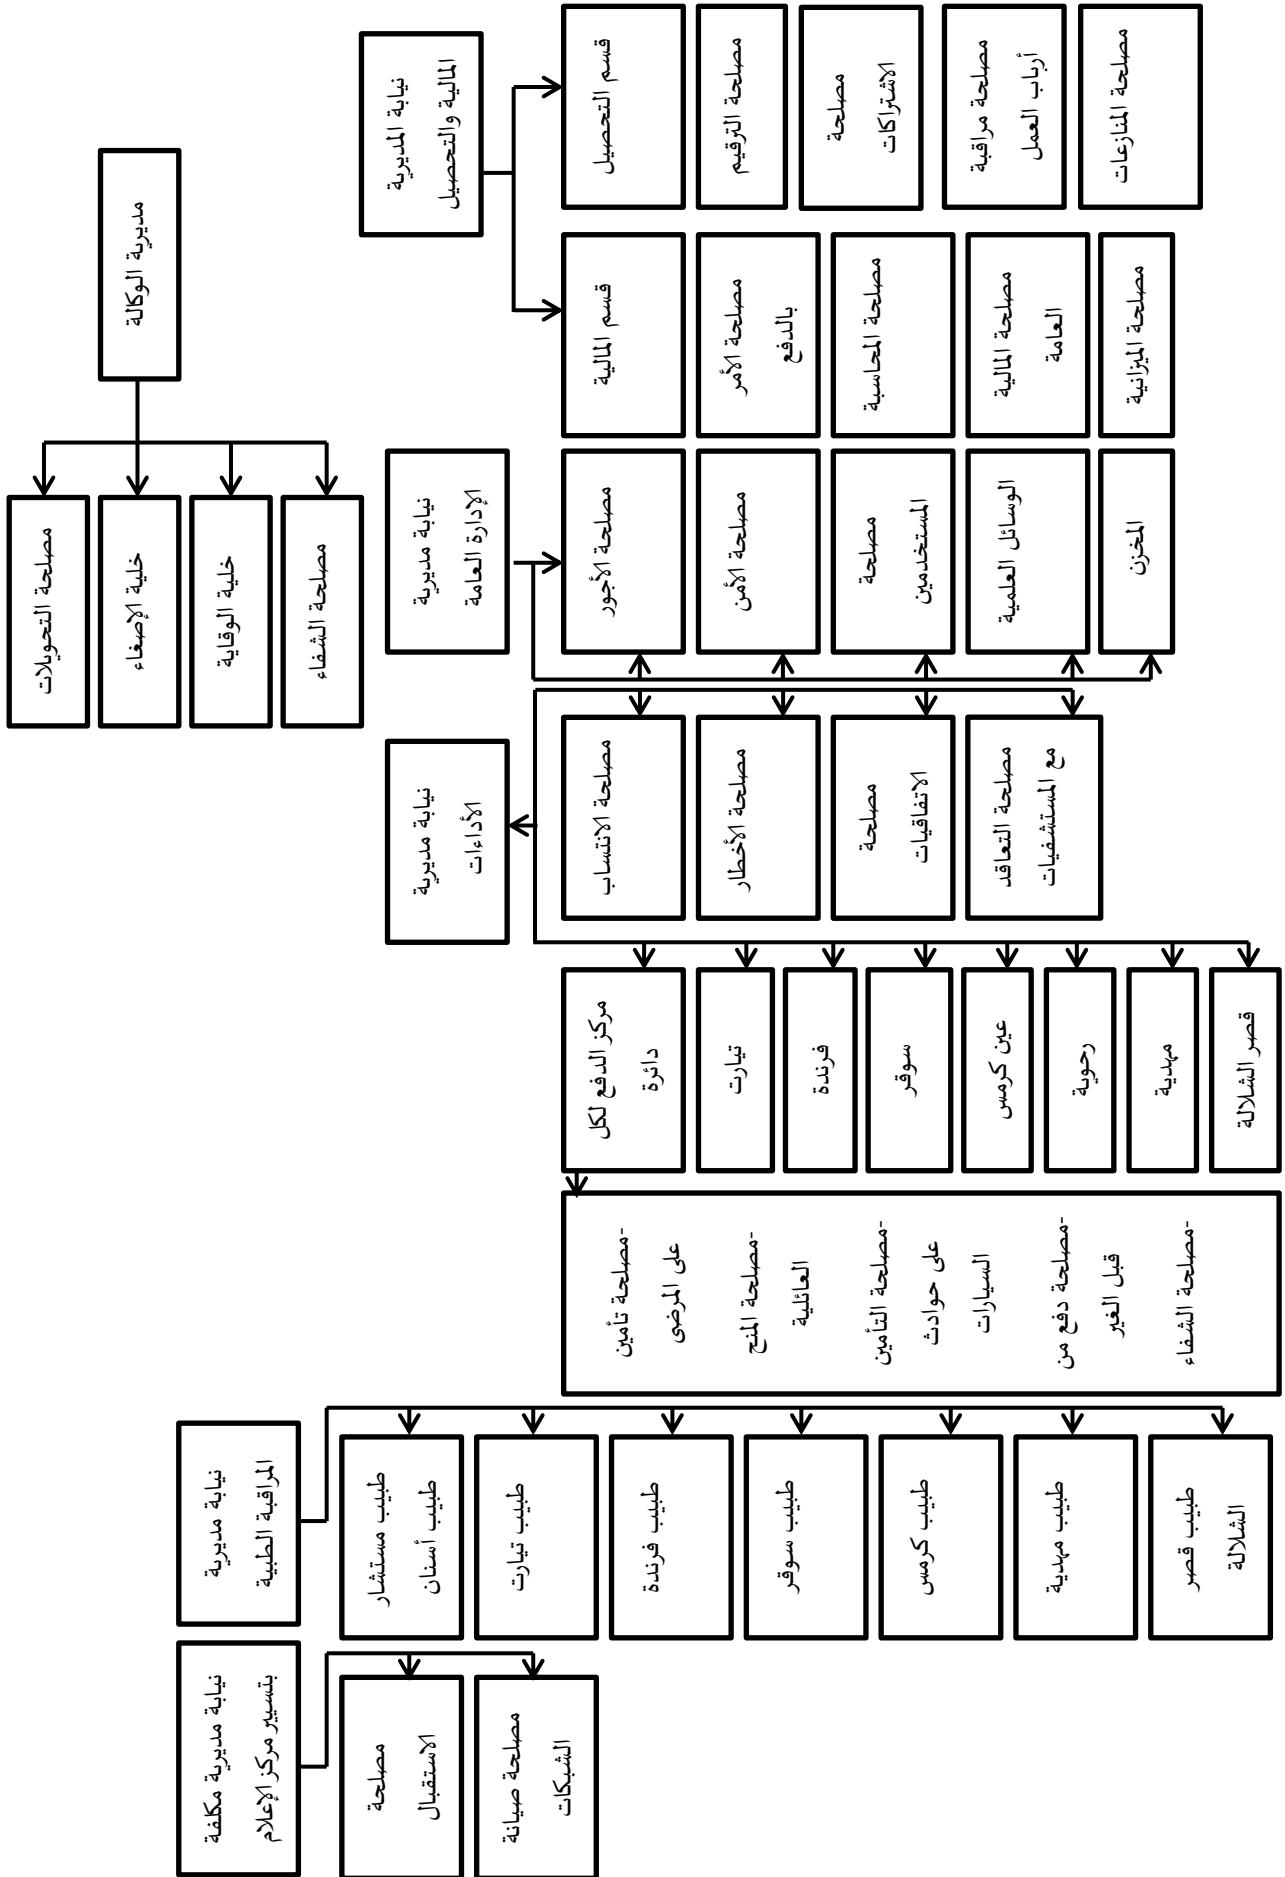 مديرية الوكالة
مصلحة التحويلات
خلية الإصغاء
خلية الوقاية
مصلحة الشفاء
نيابة المديرية
المالية والتحصيل
قسم التحصيل
مصلحة الترقيم
مصلحة
الاشتراكات
مصلحة مراقبة
أرباب العمل
مصلحة المنازعات
قسم المالية
مصلحة الأمر
بالدفع
مصلحة المحاسبة
مصلحة المالية
العامة
مصلحة الميزانية
نيابة مديرية
الإدارة العامة
مصلحة الأجور
مصلحة الأمن
مصلحة
المستخدمين
الوسائل العلمية
المخزن
نيابة مديرية
الأداءات
مصلحة الانتساب
مصلحة الأخطار
مصلحة
الاتفاقيات
مصلحة التعاقد
مع المستشفيات
مركز الدفع لكل
دائرة
تيارت
فرندة
سوقر
عين كرمس
رحوية
مهدية
قصر الشلالة
-مصلحة تأمين
على المرضى
-مصلحة المنح
العائلية
-مصلحة التأمين
على حوادث
السيارات
-مصلحة دفع من
قبل الغير
-مصلحة الشفاء
نيابة مديرية
المراقبة الطبية
طبيب مستشار
طبيب أسنان
طبيب تيارت
طبيب فرندة
طبيب سوقر
طبيب كرمس
طبيب مهدية
طبيب قصر
الشلالة
نيابة مديرية مكلفة
بتسيير مركز الإعلام
مصلحة
الاستقبال
مصلحة صيانة
الشبكات